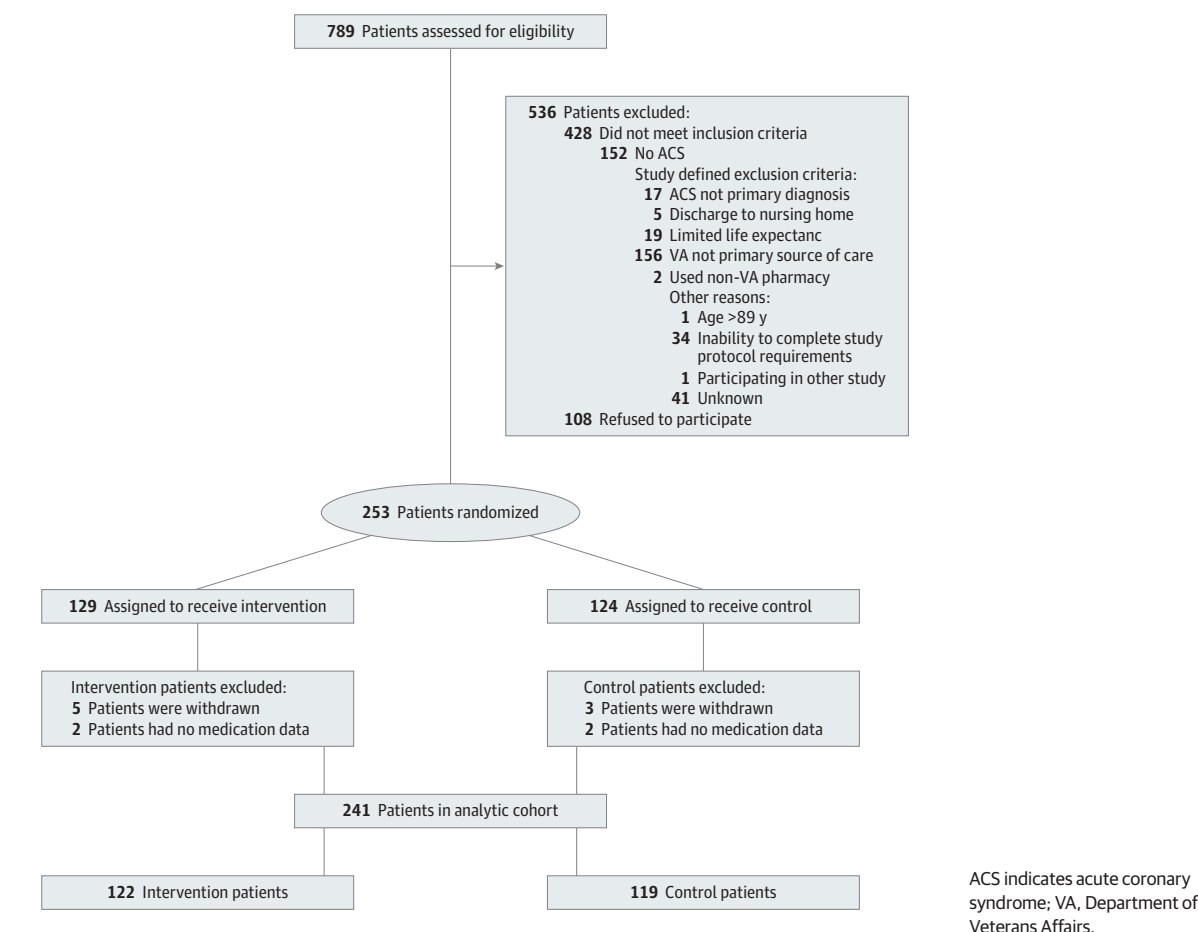 789 Patients assessed for eligibility
536 Patients excluded:
428 Did not meet inclusion criteria
152 No ACS
Study defined exclusion criteria:
17 ACS not primary diagnosis
5 Discharge to nursing home
19 Limited life expectanc
156 VA not primary source of care
2 Used non-VA pharmacy
Other reasons:
1 Age >89 y
34 Inability to complete study
protocol requirements
1 Participating in other study
41 Unknown
108 Refused to participate
253 Patients randomized
129 Assigned to receive intervention
124 Assigned to receive control
Intervention patients excluded:
5 Patients were withdrawn
2 Patients had no medication data
Control patients excluded:
3 Patients were withdrawn
2 Patients had no medication data
241 Patients in analytic cohort
122 Intervention patients
119 Control patients
ACS indicates acute coronary
syndrome; VA, Department of
Veterans Affairs.